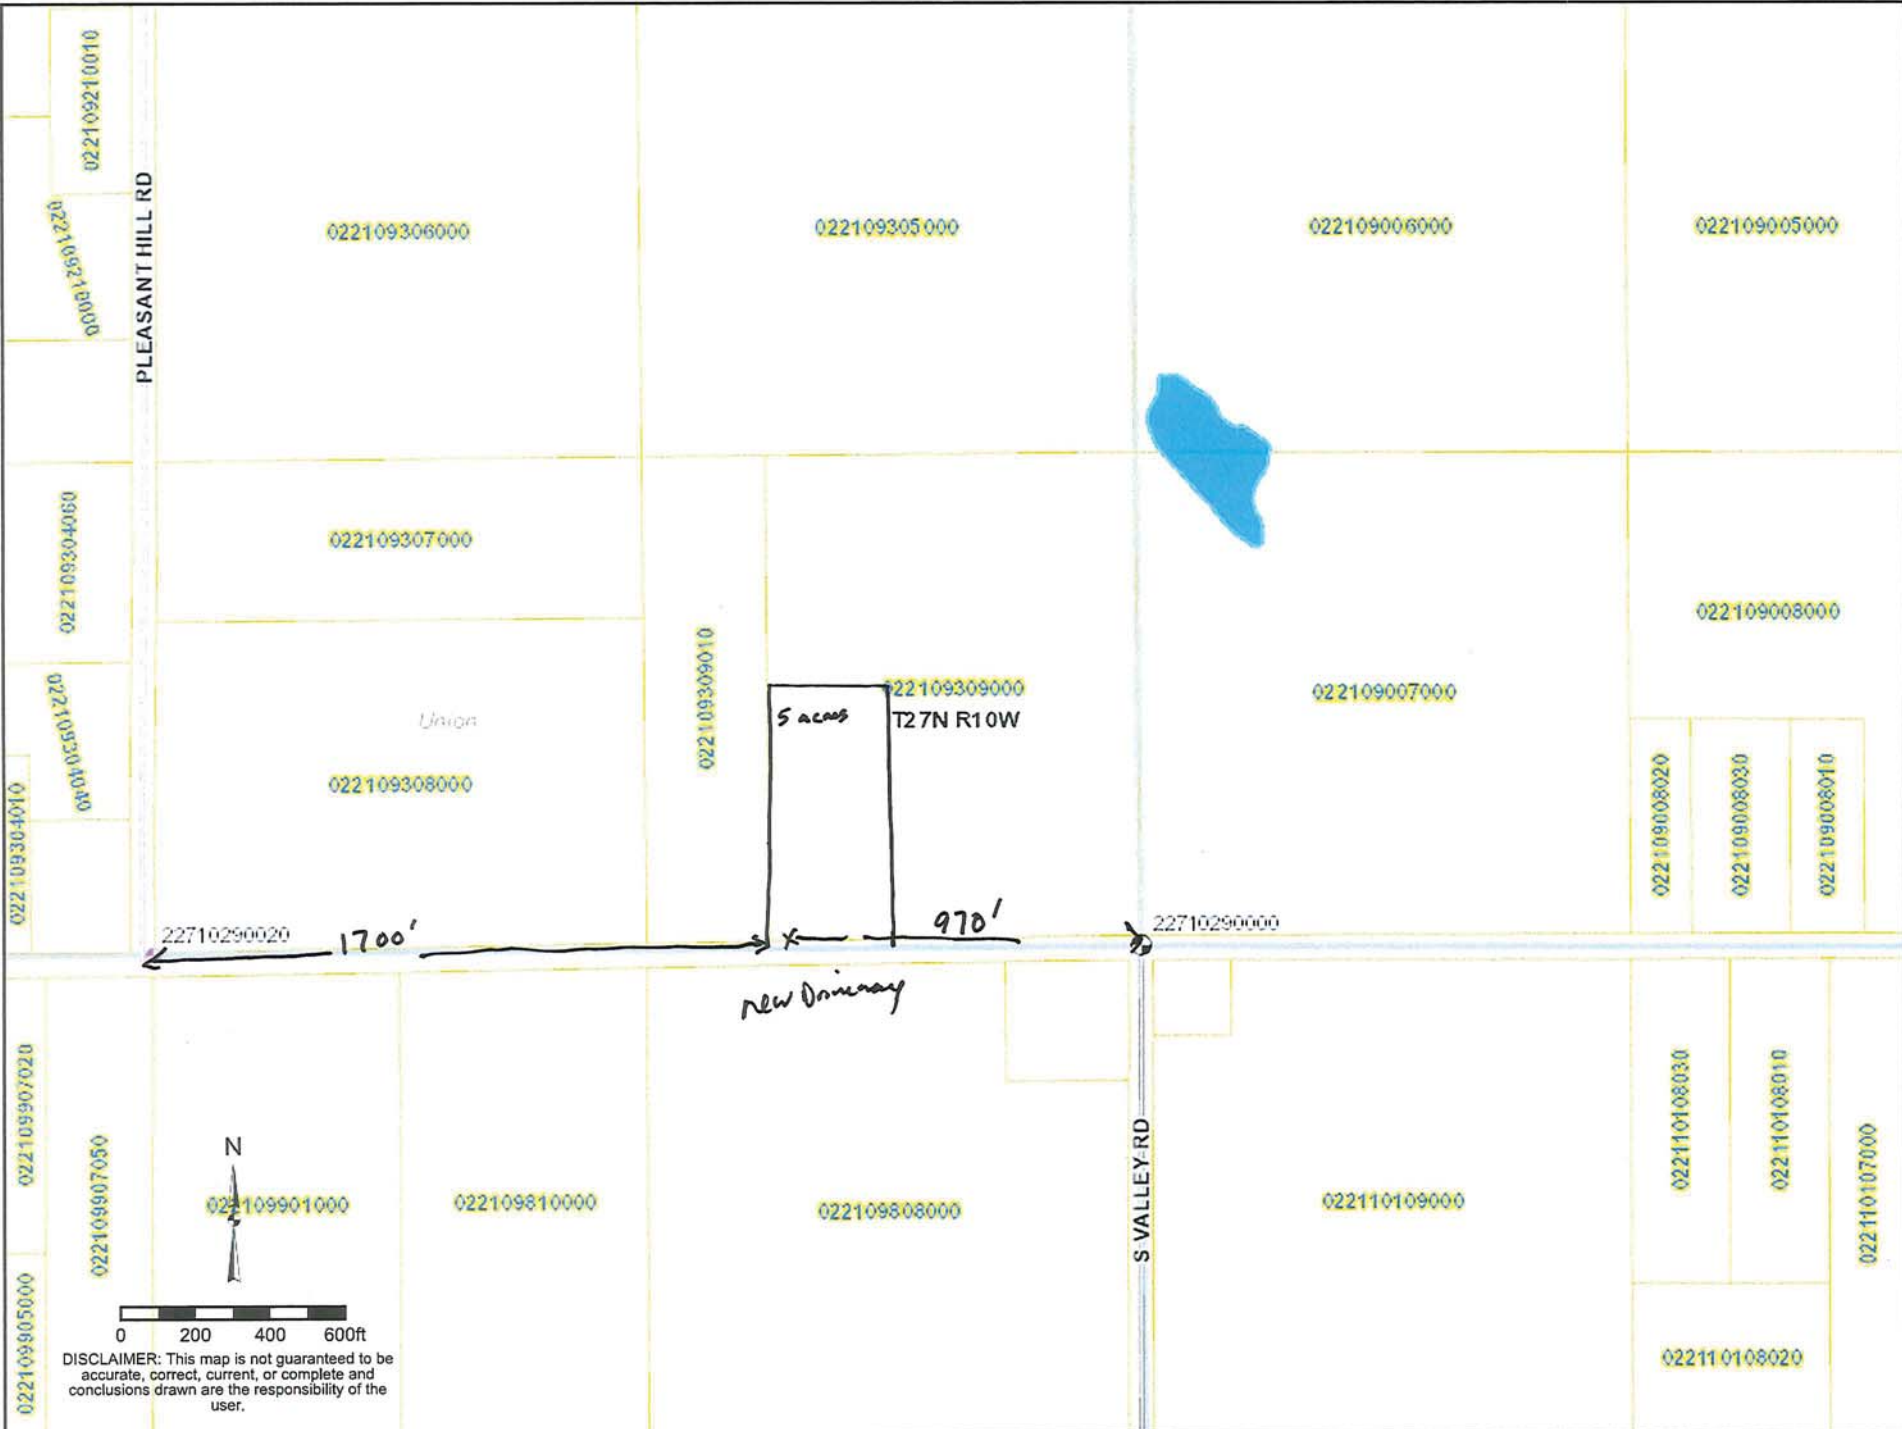 022109210010
PLEASANT HILL RD
022109306000
022109305000
022109006000
022109005000
022109210000
022109307000
022109304060
022109008000
022109309010
022109309000
T27N R10W
5 acres
022109007000
Union
022109304040
022109308000
022109304010
022109008020
022109008030
022109008010
22710290020
1700'
970'
22710290000
new Driveway
022109907020
022109907050
N
022109901000
022109810000
022109808000
S VALLEY RD
022110109000
022110108030
022110108010
022110107000
022109905000
0 200 400 600ft
DISCLAIMER: This map is not guaranteed to be
accurate, correct, current, or complete and
conclusions drawn are the responsibility of the
user.
022110108020